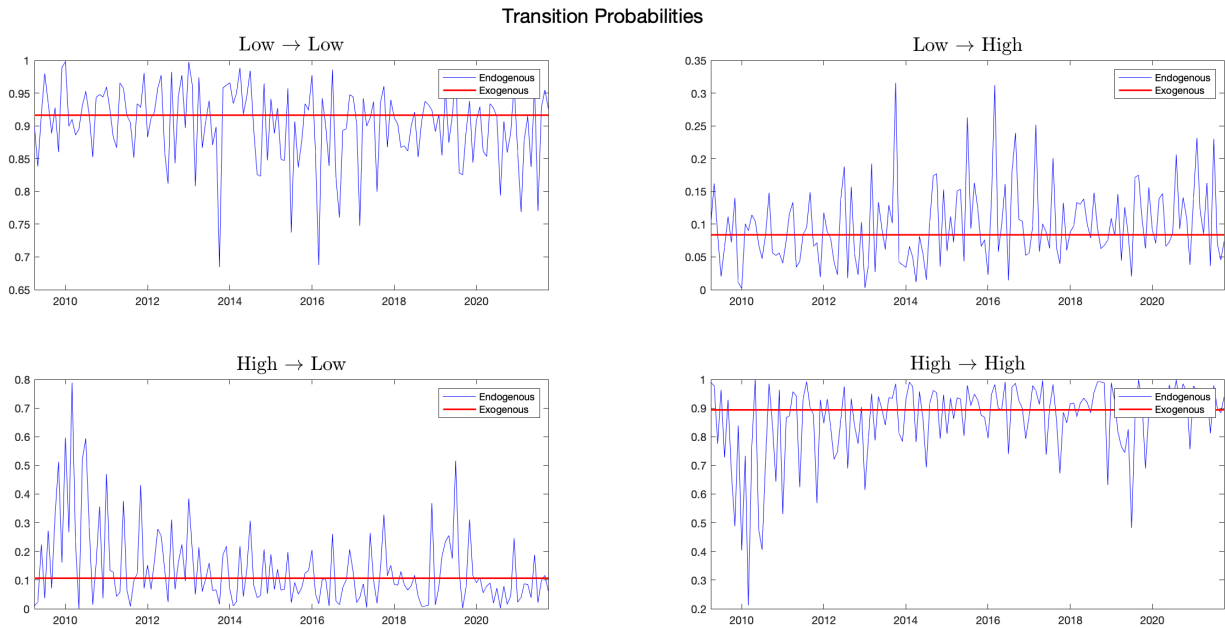 Transition Probabilities
Low → Low
1
0.95
0.9
0.85
0.8
0.75
0.7
0.65
Endogenous
Exogenous
2010 2012 2014 2016 2018 2020
Low → High
0.35
0.3
0.25
0.2
0.15
0.1
0.05
0
Endogenous
Exogenous
2010 2012 2014 2016 2018 2020
High → Low
0.8
0.7
0.6
0.5
0.4
0.3
0.2
0.1
0
Endogenous
Exogenous
2010 2012 2014 2016 2018 2020
High → High
1
0.9
0.8
0.7
0.6
0.5
0.4
0.3
0.2
Endogenous
Exogenous
2010 2012 2014 2016 2018 2020